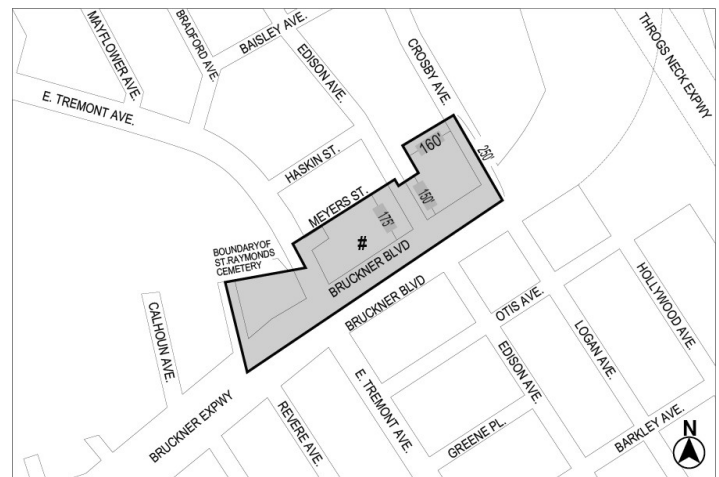 MAYFLOWER AVE.
BRADFORD AVE.
BAISLEY AVE.
EDISON AVE.
CROSBY AVE.
THROGS NECK EXPWY
E. TREMONT AVE.
HASKIN ST.
160'
250'
MEYERS ST.
150'
175'
#
BOUNDARYOF
ST.RAYMONDS
CEMETERY
BRUCKNER BLVD
BRUCKNER BLVD
CALHOUN AVE.
OTIS AVE.
HOLLYWOOD AVE.
LOGAN AVE.
EDISON AVE.
E. TREMONT AVE.
BRUCKNER EXPWY
REVERE AVE.
GREENE PL.
BARKLEY AVE.
N